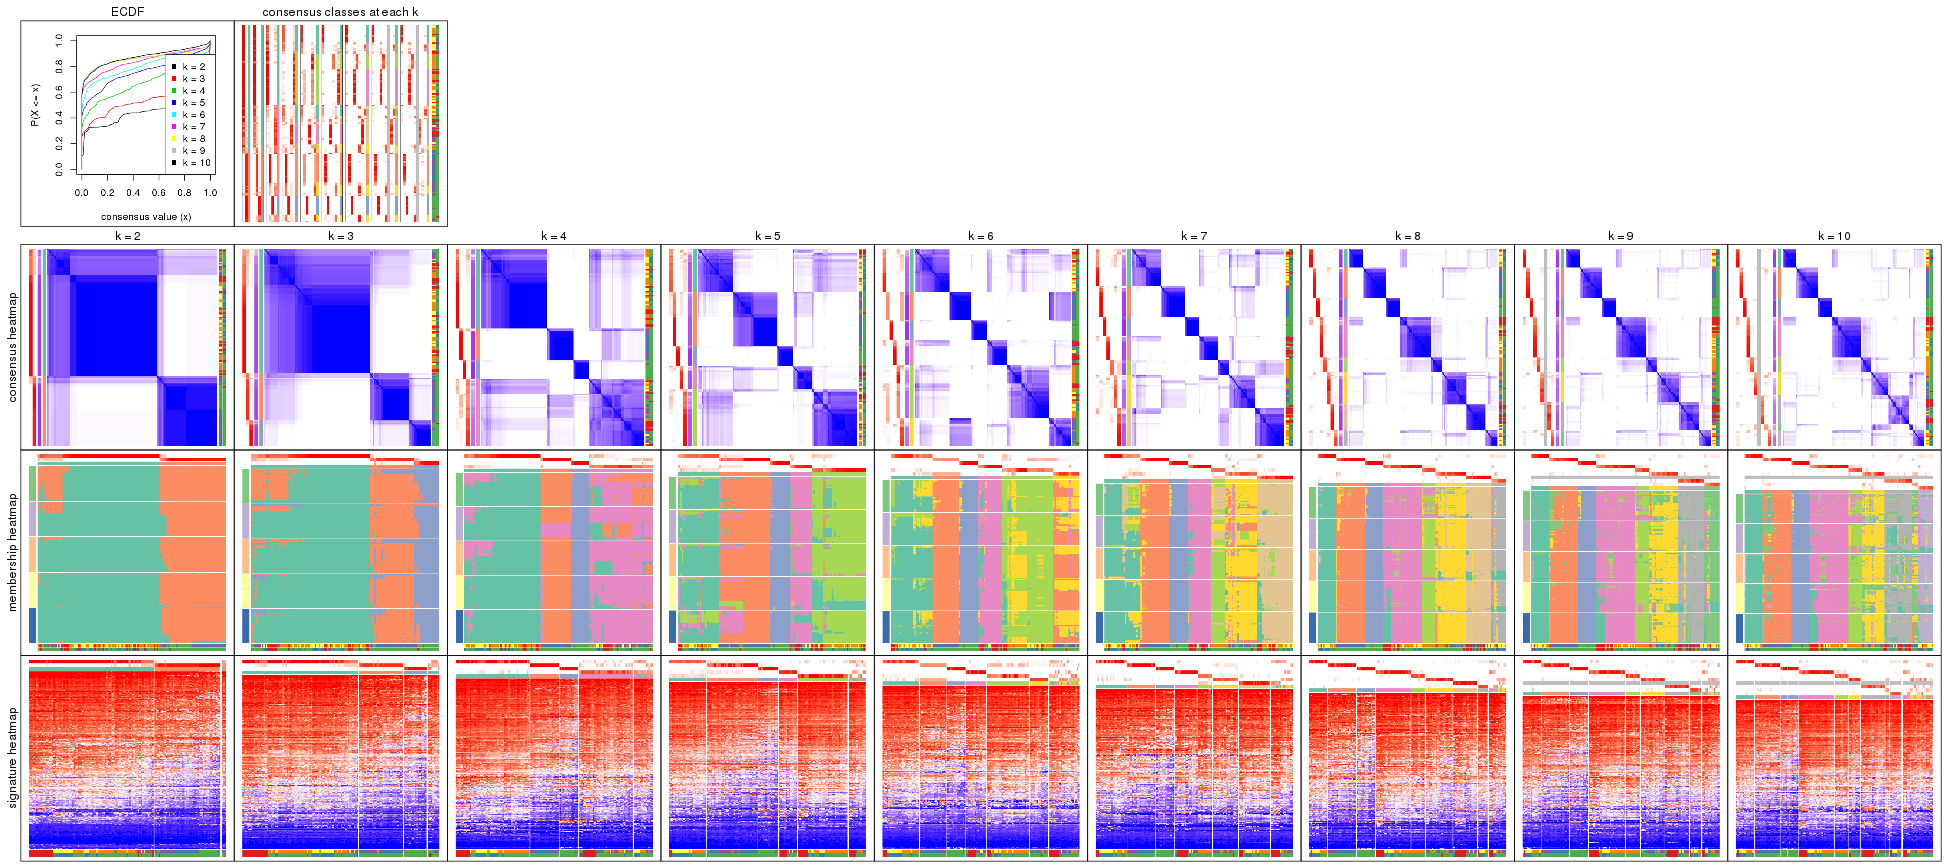 ECDF
consensus classes at each k
P(X <= x)
0.0 0.2 0.4 0.6 0.8 1.0
k = 2
k = 3
k = 4
k = 5
k = 6
k = 7
k = 8
k = 9
k = 10
0.0 0.2 0.4 0.6 0.8 1.0
consensus value (x)
k = 2 k = 3 k = 4 k = 5 k = 6 k = 7 k = 8 k = 9 k = 10
consensus heatmap
membership heatmap
signature heatmap